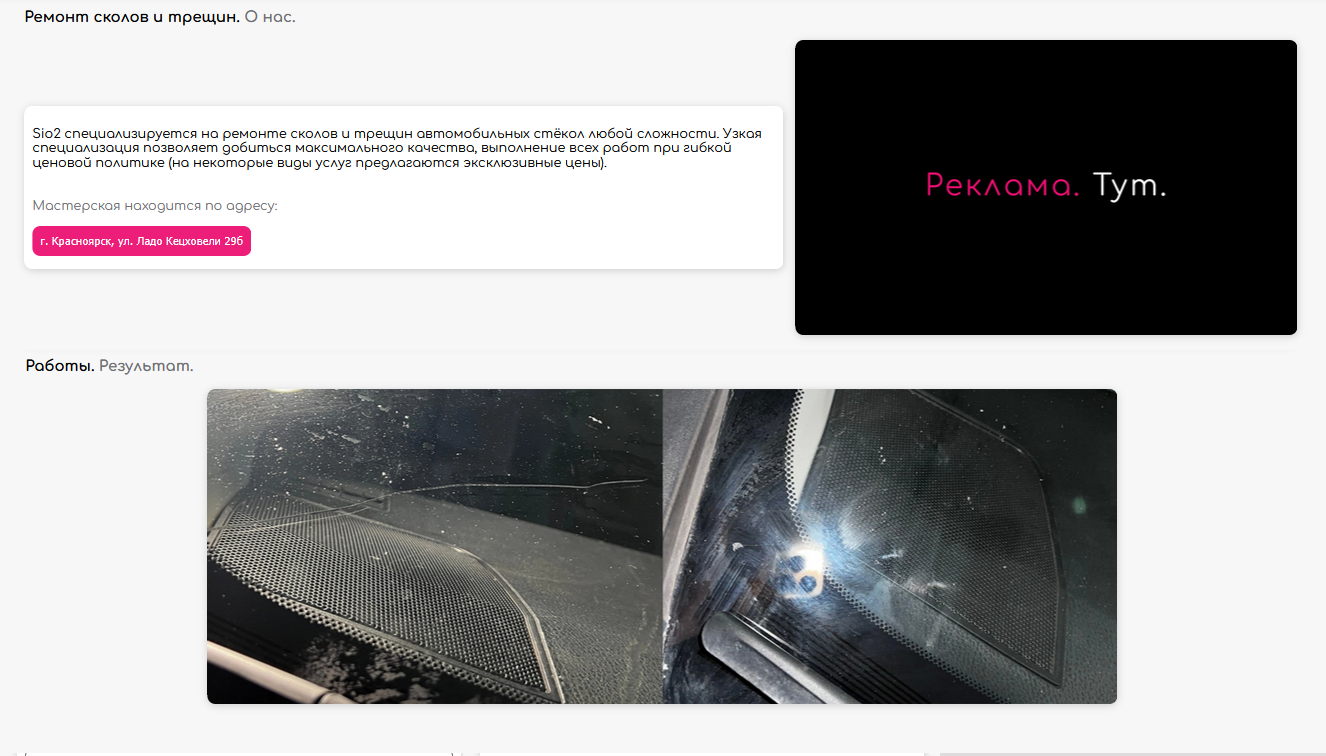 Ремонт сколов и трещин. О нас.
Sio2 специализируется на ремонте сколов и трещин автомобильных стёкол любой сложности. Узкая
специализация позволяет добиться максимального качества, выполнение всех работ при гибкой
ценовой политике (на некоторые виды услуг предлагаются эксклюзивные цены).
Мастерская находится по адресу:
г. Красноярск, ул. Ладо Кецховели 29б
Реклама. Тут.
Работы. Результат.